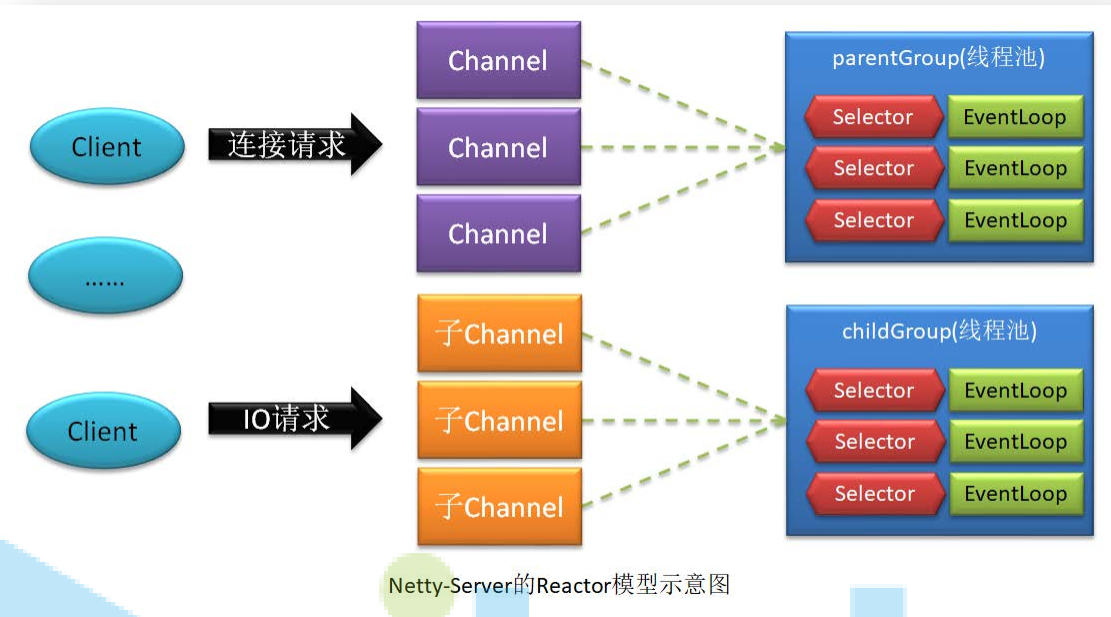 Client
连接请求
Channel
Channel
Channel
parentGroup(线程池)
Selector EventLoop
Selector EventLoop
Selector EventLoop
......
Client
IO请求
子Channel
子Channel
子Channel
childGroup(线程池)
Selector EventLoop
Selector EventLoop
Selector EventLoop
Netty-Server的Reactor模型示意图